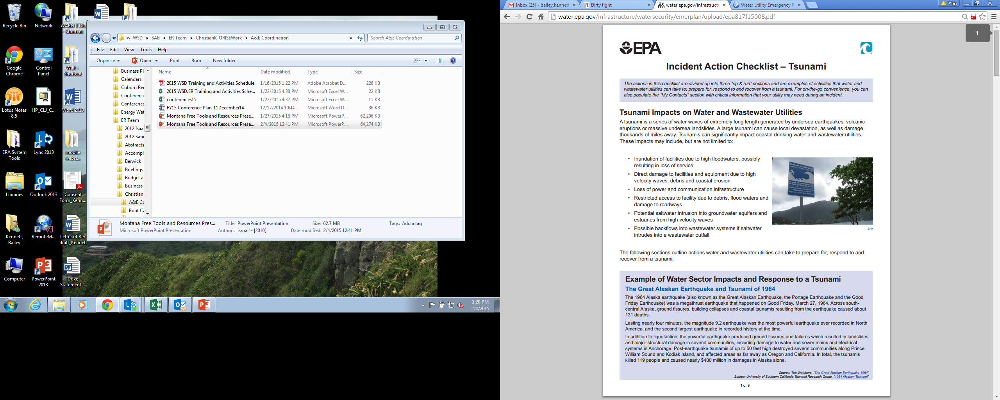 Recycle Bin
Network
WARN TTXs
- Shortcut
Google
Chrome
Control
Panel
WIIR -
Shortcut
Lotus Notes
8.5
HP_CLJ_C...
Word 2013
EPA System
Tools
Lync 2013
mobile
websi...
Libraries
Outlook 2013
Consent
Form_Kenn...
Kennett,
Bailey
RemoteM...
Letter of Rec
draft_Kennett
Computer
PowerPoint
2013
Duke
Statement ...
« WSD ▸ SAB ▸ ER Team ▸ ChristianK-ORISEWork ▸ A&E Coordination
Search A&E Coordination
File Edit View Tools Help
Organize Open Print Burn New folder
Business Pl
Calendars
Coburn Rec
Conference
Conference
Energy Wat
ER Team
2012 Isaa
2012 Sand
Abstracts
Accompl
Berwick
Briefings
Budget a
Business
Christianl
A&E Co
Boot Ca
Name Date modified Type Size
2015 WSD Training and Activities Schedule 1/16/2015 1:22 PM Adobe Acrobat D... 226 KB
2015 WSD.ER Training and Activities Sche... 1/22/2015 4:38 PM Microsoft Excel W... 22 KB
conferences15 1/22/2015 4:37 PM Microsoft Excel W... 11 KB
FY15 Conference Plan_11December14 12/17/2014 10:44 ... Microsoft Word D... 36 KB
Montana Free Tools and Resources Prese... 1/27/2015 4:16 PM Microsoft PowerP... 62,206 KB
Montana Free Tools and Resources Prese... 2/4/2015 12:41 PM Microsoft PowerP... 64,274 KB
Montana Free Tools and Resources Pres... Title: PowerPoint Presentation Size: 62.7 MB Tags: Add a tag
Microsoft PowerPoint Presentation Authors: ismail - [2010] Date modified: 2/4/2015 12:41 PM
1:20 PM
2/4/2015
Inbox (25) - bailey.kennett
Dirty fight
water.epa.gov/infrastructu
Water Utility Emergency R
You
water.epa.gov/infrastructure/watersecurity/emerplan/upload/epa817f15008.pdf
1
EPA
Incident Action Checklist – Tsunami
The actions in this checklist are divided up into three “rip & run” sections and are examples of activities that water and
wastewater utilities can take to: prepare for, respond to and recover from a tsunami. For on-the-go convenience, you can
also populate the “My Contacts” section with critical information that your utility may need during an incident.
Tsunami Impacts on Water and Wastewater Utilities
A tsunami is a series of water waves of extremely long length generated by undersea earthquakes, volcanic
eruptions or massive undersea landslides. A large tsunami can cause local devastation, as well as damage
thousands of miles away. Tsunamis can significantly impact coastal drinking water and wastewater utilities.
These impacts may include, but are not limited to:
• Inundation of facilities due to high floodwaters, possibly
resulting in loss of service
• Direct damage to facilities and equipment due to high
velocity waves, debris and coastal erosion
• Loss of power and communication infrastructure
• Restricted access to facility due to debris, flood waters and
damage to roadways
• Potential saltwater intrusion into groundwater aquifers and
estuaries from high velocity waves
• Possible backflows into wastewater systems if saltwater
intrudes into a wastewater outfall
TSUNAMI HAZARD ZONE
IN CASE OF EARTHQUAKE, GO
TO HIGH GROUND OR INLAND
EPA
The following sections outline actions water and wastewater utilities can take to prepare for, respond to and
recover from a tsunami.
Example of Water Sector Impacts and Response to a Tsunami
The Great Alaskan Earthquake and Tsunami of 1964
The 1964 Alaska earthquake (also known as the Great Alaskan Earthquake, the Portage Earthquake and the Good
Friday Earthquake) was a megathrust earthquake that happened on Good Friday, March 27, 1964. Across south-
central Alaska, ground fissures, building collapses and coastal tsunamis resulting from the earthquake caused about
131 deaths.
Lasting nearly four minutes, the magnitude 9.2 earthquake was the most powerful earthquake ever recorded in North
America, and the second largest earthquake in recorded history at the time.
In addition to liquefaction, the powerful earthquake produced ground fissures and failures which resulted in landslides
and major structural damage in several communities, including damage to water and sewer mains and electrical
systems in Anchorage. Post-earthquake tsunamis of up to 50 feet high destroyed several communities along Prince
William Sound and Kodiak Island, and affected areas as far away as Oregon and California. In total, the tsunamis
killed 119 people and caused nearly $400 million in damages in Alaska alone.
Source: The Watchers, “The Great Alaskan Earthquake 1964”
Source: University of Southern California Tsunami Research Group, “1964 Alaskan Tsunami”
1 of 8